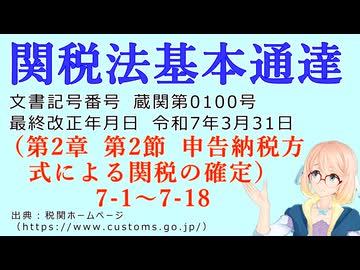 関税法基本通達
文書記号番号 蔵関第0100号
最終改正年月日 令和7年3月31日
（第2章 第2節 申告納税方
式による関税の確定）
7-1～7-18
出典：税関ホームページ
（https://www.customs.go.jp/）